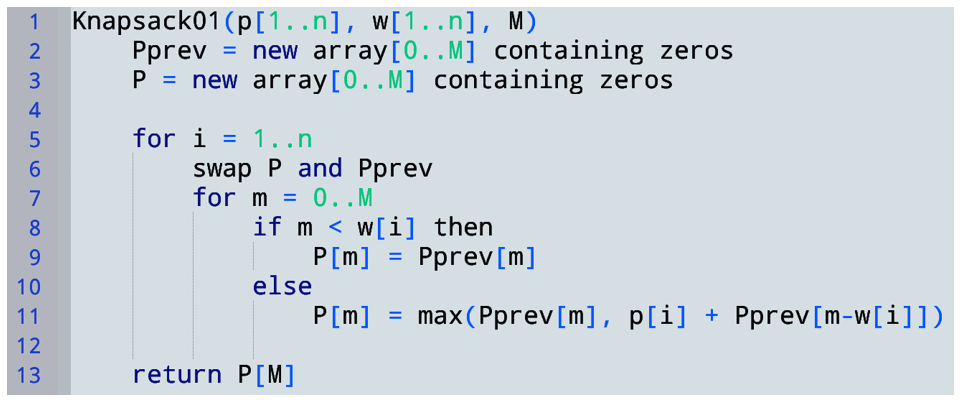 1 Knapsack01(p[1..n], w[1..n], M)
2     Pprev = new array[0..M] containing zeros
3     P = new array[0..M] containing zeros
4
5     for i = 1..n
6         swap P and Pprev
7         for m = 0..M
8             if m < w[i] then
9                 P[m] = Pprev[m]
10             else
11                 P[m] = max(Pprev[m], p[i] + Pprev[m-w[i]])
12
13     return P[M]